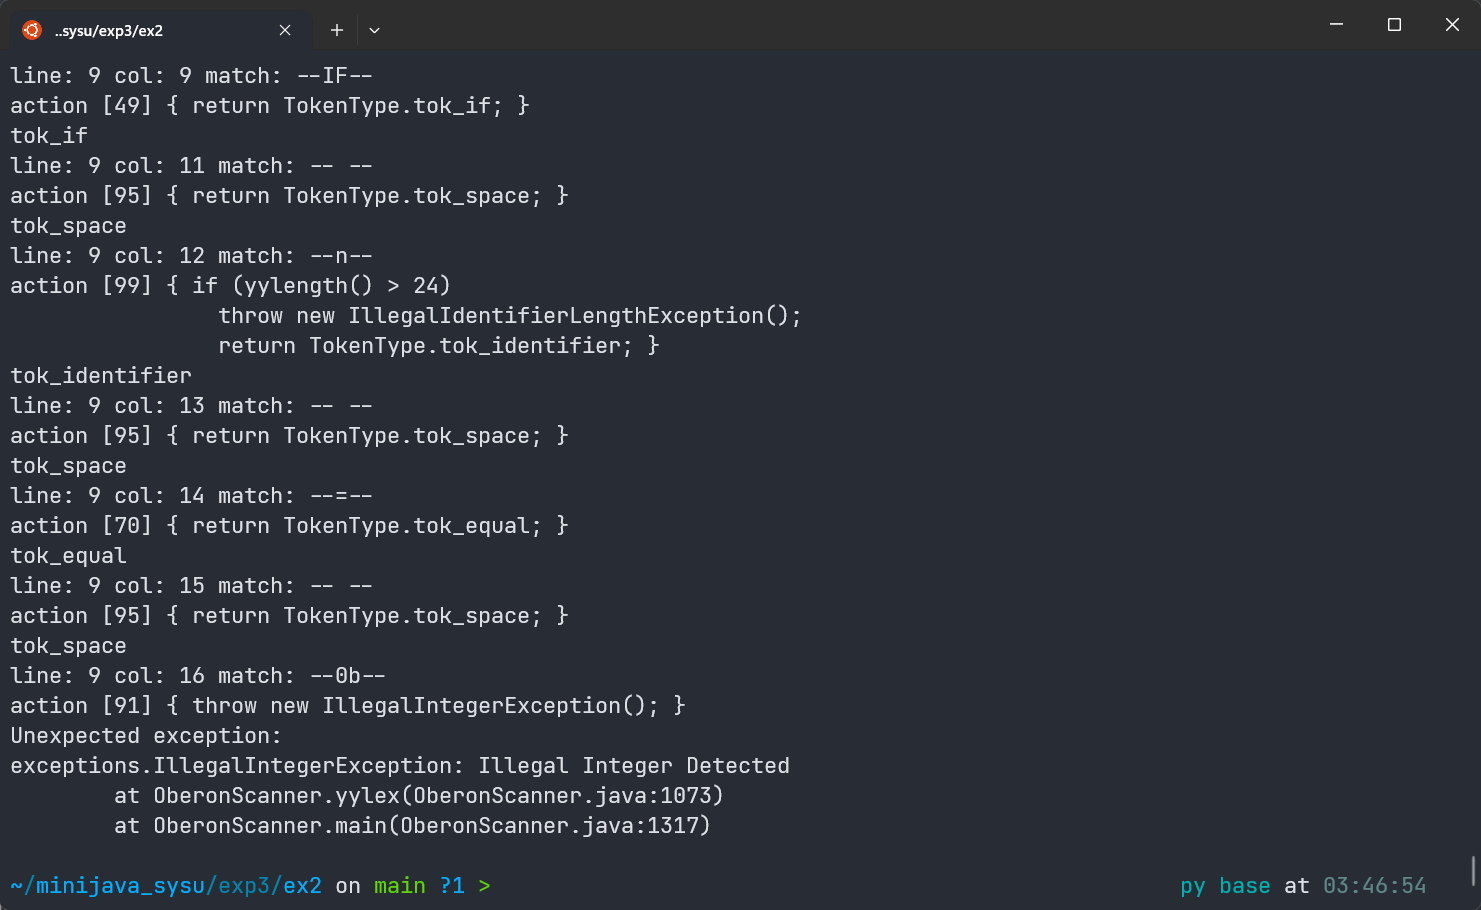 ..sysu/exp3/ex2
line: 9 col: 9 match: --IF--
action [49] { return TokenType.tok_if; }
tok_if
line: 9 col: 11 match: -- --
action [95] { return TokenType.tok_space; }
tok_space
line: 9 col: 12 match: --n--
action [99] { if (yylength() > 24)
                throw new IllegalIdentifierLengthException();
                return TokenType.tok_identifier; }
tok_identifier
line: 9 col: 13 match: -- --
action [95] { return TokenType.tok_space; }
tok_space
line: 9 col: 14 match: --=--
action [70] { return TokenType.tok_equal; }
tok_equal
line: 9 col: 15 match: -- --
action [95] { return TokenType.tok_space; }
tok_space
line: 9 col: 16 match: --0b--
action [91] { throw new IllegalIntegerException(); }
Unexpected exception:
exceptions.IllegalIntegerException: Illegal Integer Detected
        at OberonScanner.yylex(OberonScanner.java:1073)
        at OberonScanner.main(OberonScanner.java:1317)
~/minijava_sysu/exp3/ex2 on main ?1 > py base at 03:46:54